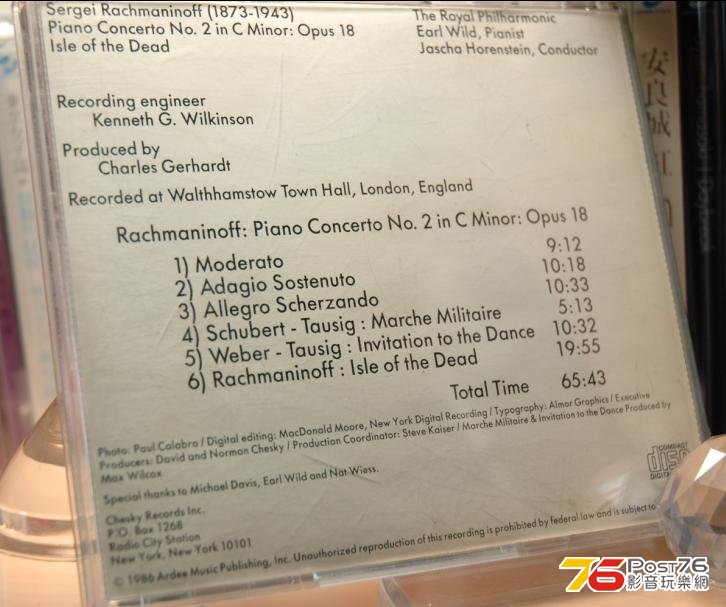 Sergei Rachmaninoff (1873-1943)
Piano Concerto No. 2 in C Minor: Opus 18
Isle of the Dead
The Royal Philharmonic
Earl Wild, Pianist
Jascha Horenstein, Conductor
Recording engineer
Kenneth G. Wilkinson
Produced by
Charles Gerhardt
Recorded at Walthhamstow Town Hall, London, England
Rachmaninoff: Piano Concerto No. 2 in C Minor: Opus 18
1) Moderato 9:12
2) Adagio Sostenuto 10:18
3) Allegro Scherzando 10:33
4) Schubert - Tausig : Marche Militaire 5:13
5) Weber - Tausig : Invitation to the Dance 10:32
6) Rachmaninoff : Isle of the Dead 19:55
Total Time 65:43
Photo: Paul Calabro / Digital editing: MacDonald Moore, New York Digital Recording / Typography: Almor Graphics / Executive
Producers: David and Norman Chesky / Production Coordinator: Steve Kaiser / Marche Militaire & Invitation to the Dance Produced by
Max Wilcox.
Special thanks to Michael Davis, Earl Wild and Nat Wiess.
Chesky Records Inc.
P.O. Box 1268
Radio City Station
New York, New York 10101
© 1986 Ardee Music Publishing, Inc. Unauthorized reproduction of this recording is prohibited by federal law and is subject to
COMPACT
disc
DIGITAL
安良城 紅
76 Post76
影音玩樂網